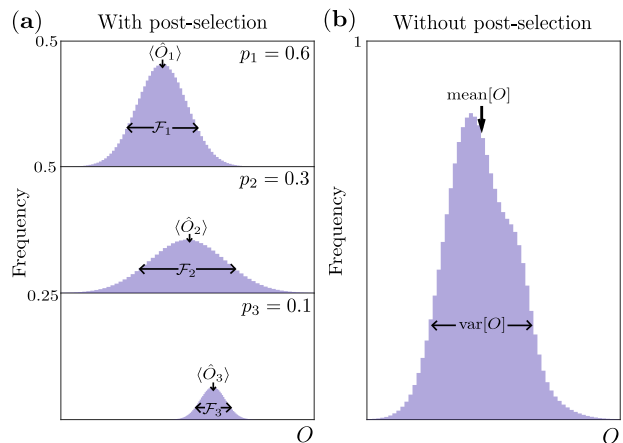 (a) With post-selection
0.5
⟨Ô₁⟩
p₁ = 0.6
ℱ₁
0.5
⟨Ô₂⟩
p₂ = 0.3
ℱ₂
0.25
⟨Ô₃⟩
p₃ = 0.1
ℱ₃
Frequency
O
(b) Without post-selection
1
mean[O]
var[O]
Frequency
O